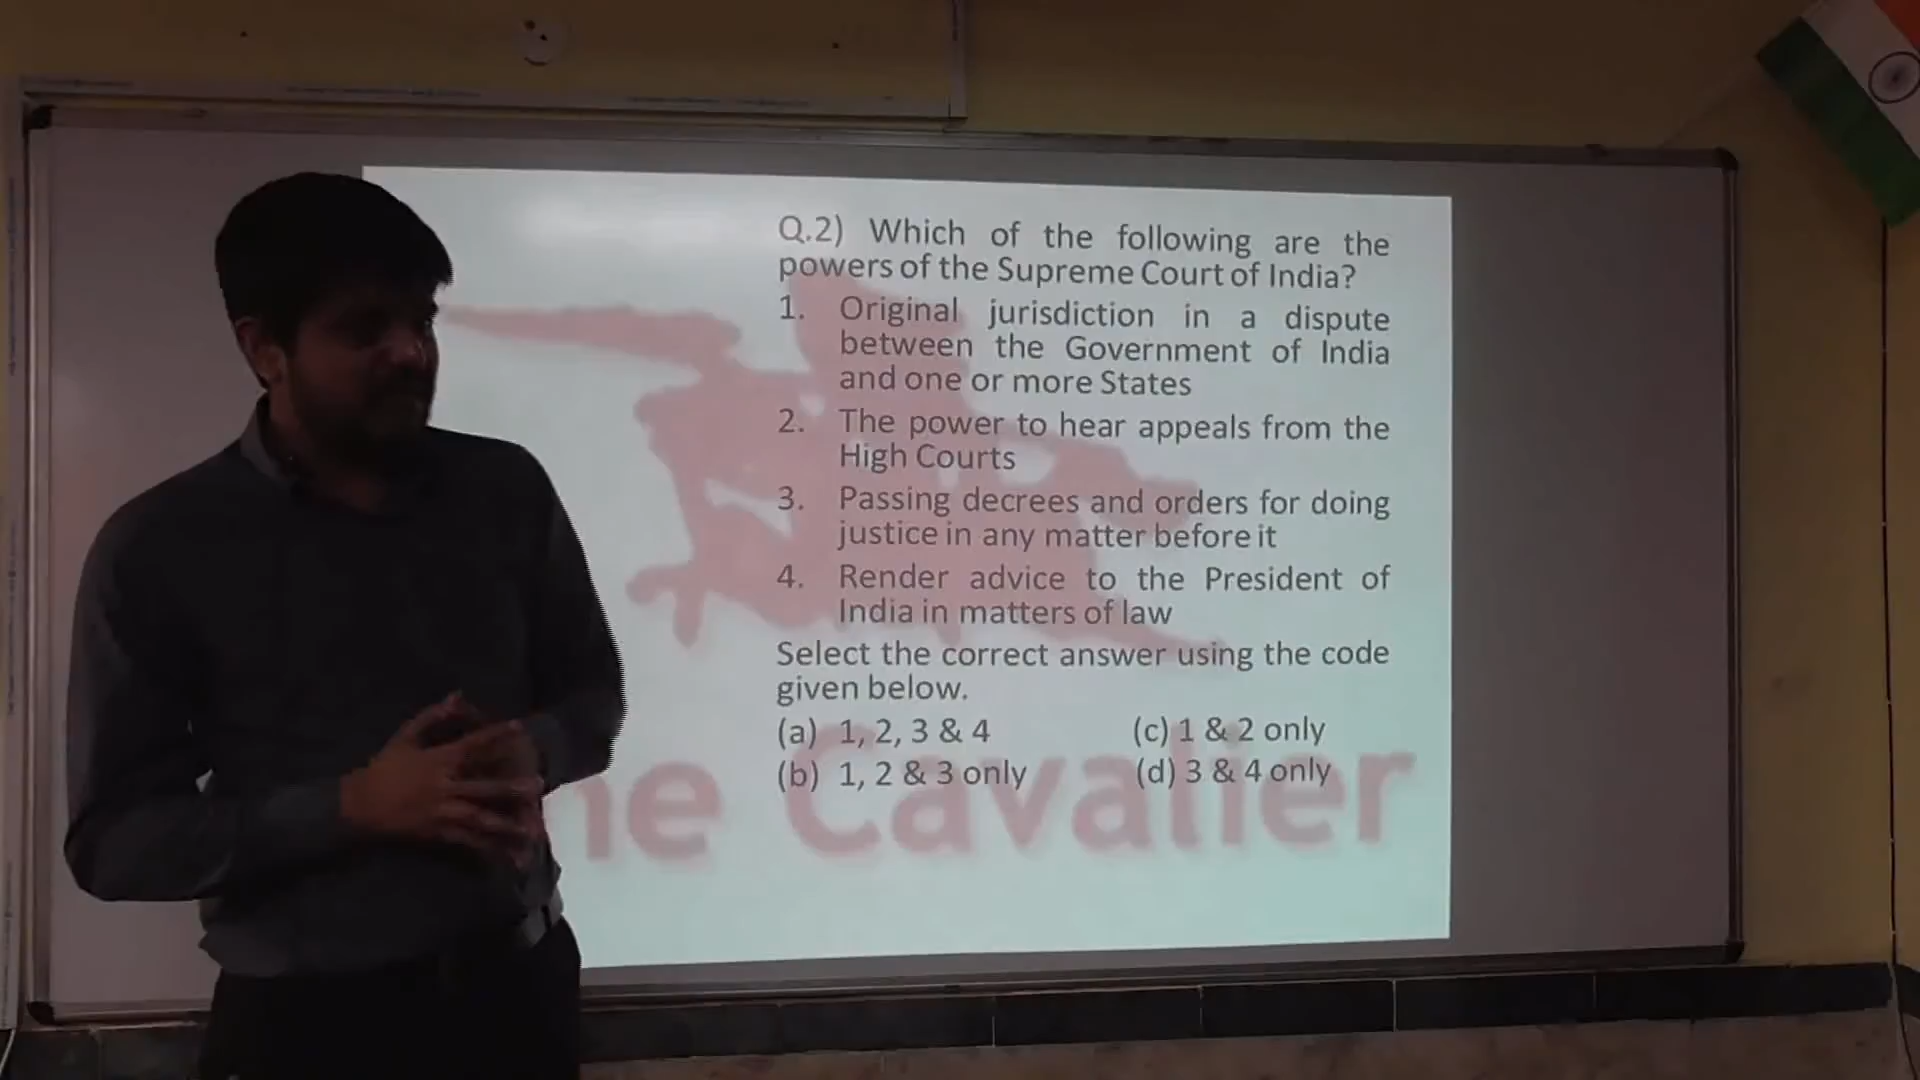 Q.2) Which of the following are the
powers of the Supreme Court of India?
1. Original jurisdiction in a dispute
between the Government of India
and one or more States
2. The power to hear appeals from the
High Courts
3. Passing decrees and orders for doing
justice in any matter before it
4. Render advice to the President of
India in matters of law
Select the correct answer using the code
given below.
(a) 1, 2, 3 & 4 (c) 1 & 2 only
(b) 1, 2 & 3 only (d) 3 & 4 only
he Cavalier